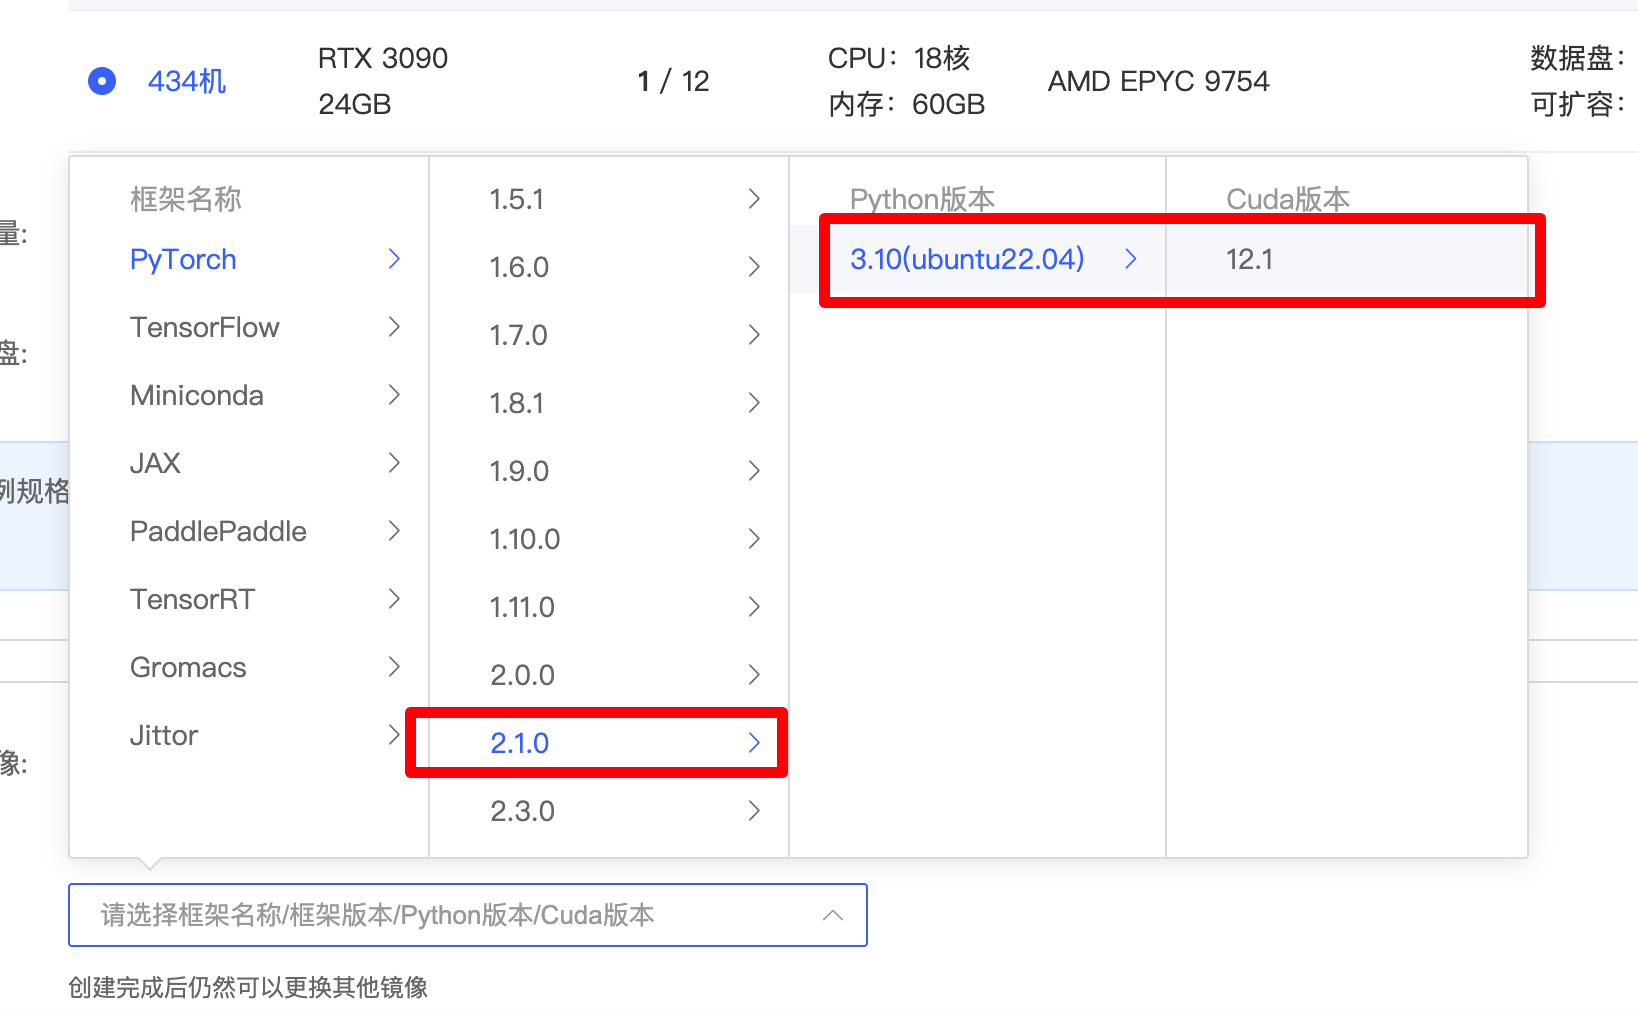 434机
RTX 3090
24GB
1 / 12
CPU：18核
内存：60GB
AMD EPYC 9754
数据盘：
可扩容：
量:
盘:
例规格
像:
框架名称
PyTorch
TensorFlow
Miniconda
JAX
PaddlePaddle
TensorRT
Gromacs
Jittor
1.5.1
1.6.0
1.7.0
1.8.1
1.9.0
1.10.0
1.11.0
2.0.0
2.1.0
2.3.0
Python版本
3.10(ubuntu22.04)
Cuda版本
12.1
请选择框架名称/框架版本/Python版本/Cuda版本
创建完成后仍然可以更换其他镜像